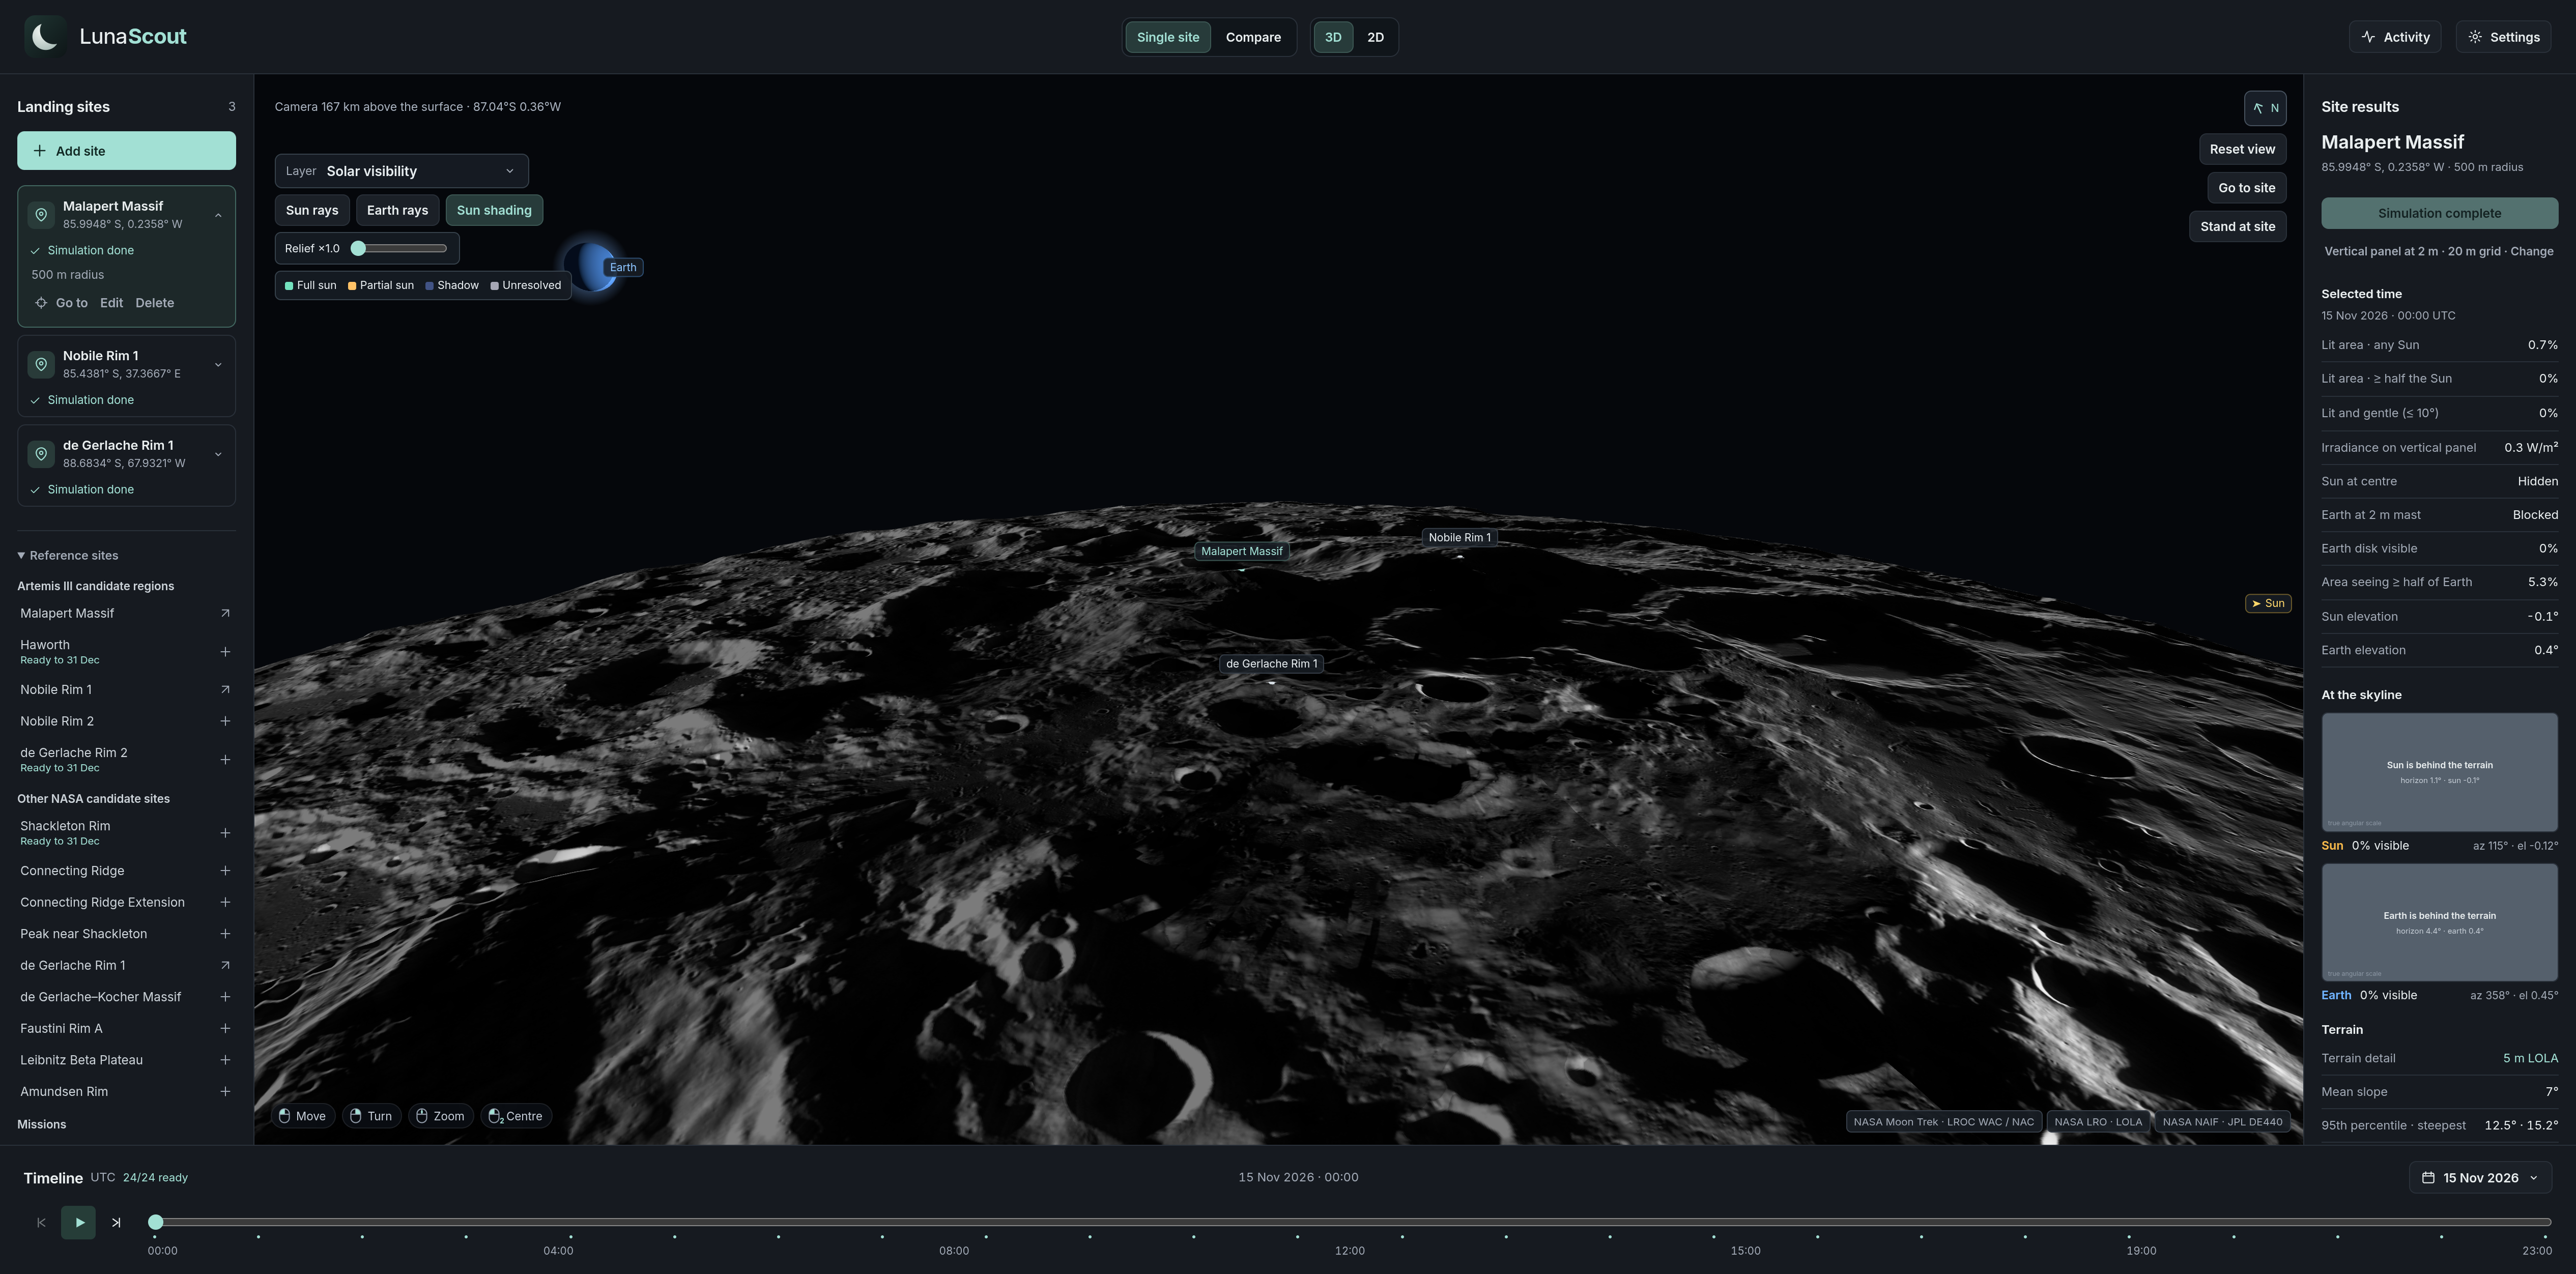 LunaScout
Single site
Compare
3D
2D
Activity
Settings
Landing sites
3
Add site
Malapert Massif
85.9948° S, 0.2358° W
Simulation done
500 m radius
Go to
Edit
Delete
Nobile Rim 1
85.4381° S, 37.3667° E
Simulation done
de Gerlache Rim 1
88.6834° S, 67.9321° W
Simulation done
Reference sites
Artemis III candidate regions
Malapert Massif
Haworth
Ready to 31 Dec
Nobile Rim 1
Nobile Rim 2
de Gerlache Rim 2
Ready to 31 Dec
Other NASA candidate sites
Shackleton Rim
Ready to 31 Dec
Connecting Ridge
Connecting Ridge Extension
Peak near Shackleton
de Gerlache Rim 1
de Gerlache–Kocher Massif
Faustini Rim A
Leibnitz Beta Plateau
Amundsen Rim
Missions
Camera 167 km above the surface · 87.04°S 0.36°W
Layer Solar visibility
Sun rays
Earth rays
Sun shading
Relief ×1.0
Full sun
Partial sun
Shadow
Unresolved
Earth
N
Reset view
Go to site
Stand at site
Malapert Massif
Nobile Rim 1
Sun
de Gerlache Rim 1
Move
Turn
Zoom
2 Centre
NASA Moon Trek · LROC WAC / NAC
NASA LRO · LOLA
NASA NAIF · JPL DE440
Site results
Malapert Massif
85.9948° S, 0.2358° W · 500 m radius
Simulation complete
Vertical panel at 2 m · 20 m grid · Change
Selected time
15 Nov 2026 · 00:00 UTC
Lit area · any Sun 0.7%
Lit area · ≥ half the Sun 0%
Lit and gentle (≤ 10°) 0%
Irradiance on vertical panel 0.3 W/m²
Sun at centre Hidden
Earth at 2 m mast Blocked
Earth disk visible 0%
Area seeing ≥ half of Earth 5.3%
Sun elevation -0.1°
Earth elevation 0.4°
At the skyline
Sun is behind the terrain
horizon 1.1° · sun -0.1°
true angular scale
Sun 0% visible az 115° · el -0.12°
Earth is behind the terrain
horizon 4.4° · earth 0.4°
true angular scale
Earth 0% visible az 358° · el 0.45°
Terrain
Terrain detail 5 m LOLA
Mean slope 7°
95th percentile · steepest 12.5° · 15.2°
Timeline UTC 24/24 ready
15 Nov 2026 · 00:00
15 Nov 2026
00:00
04:00
08:00
12:00
15:00
19:00
23:00